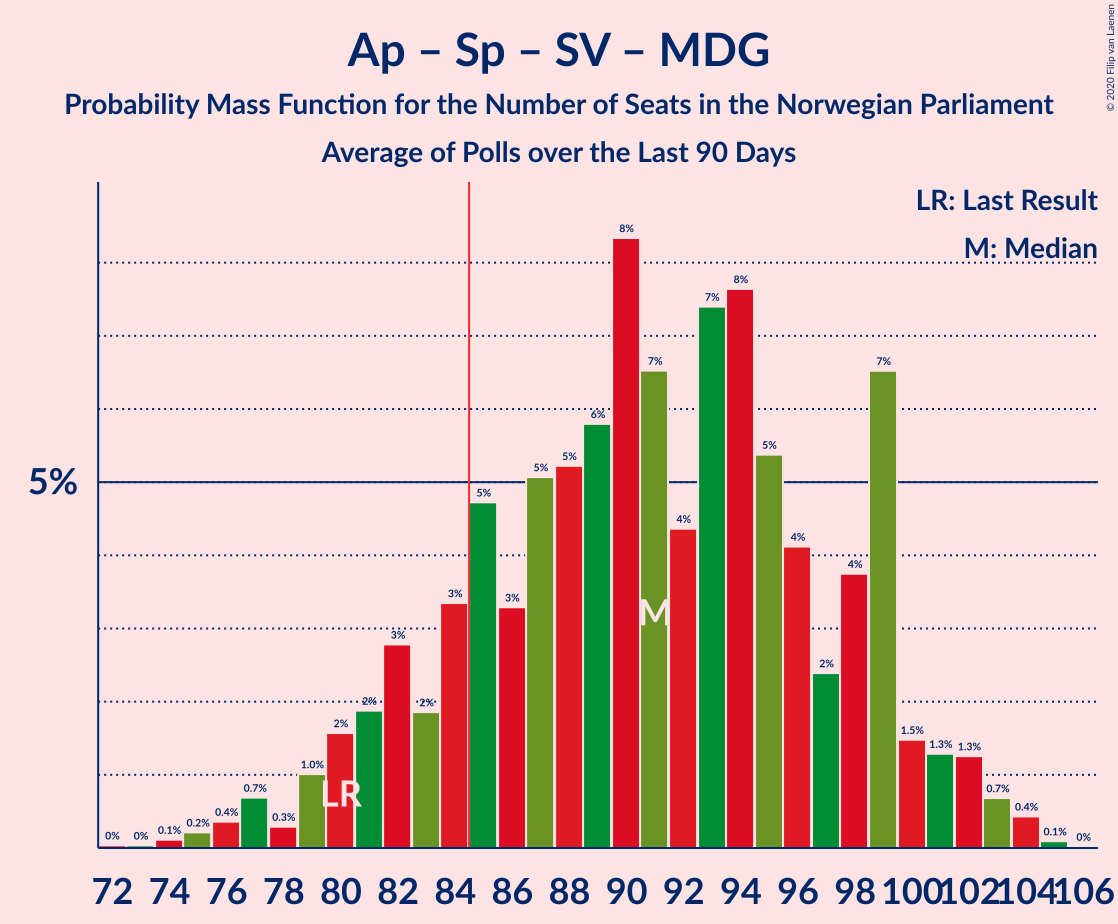 Ap – Sp – SV – MDG
Probability Mass Function for the Number of Seats in the Norwegian Parliament
Average of Polls over the Last 90 Days
© 2020 Filip van Laenen
LR: Last Result
M: Median
5%
0% 0% 0.1% 0.2% 0.4% 0.7% 0.3% 1.0% 2% 2% 3% 2% 3% 5% 3% 5% 5% 6% 8% 7% 4% 7% 8% 5% 4% 2% 4% 7% 1.5% 1.3% 1.3% 0.7% 0.4% 0.1% 0%
LR
M
72 74 76 78 80 82 84 86 88 90 92 94 96 98 100 102 104 106